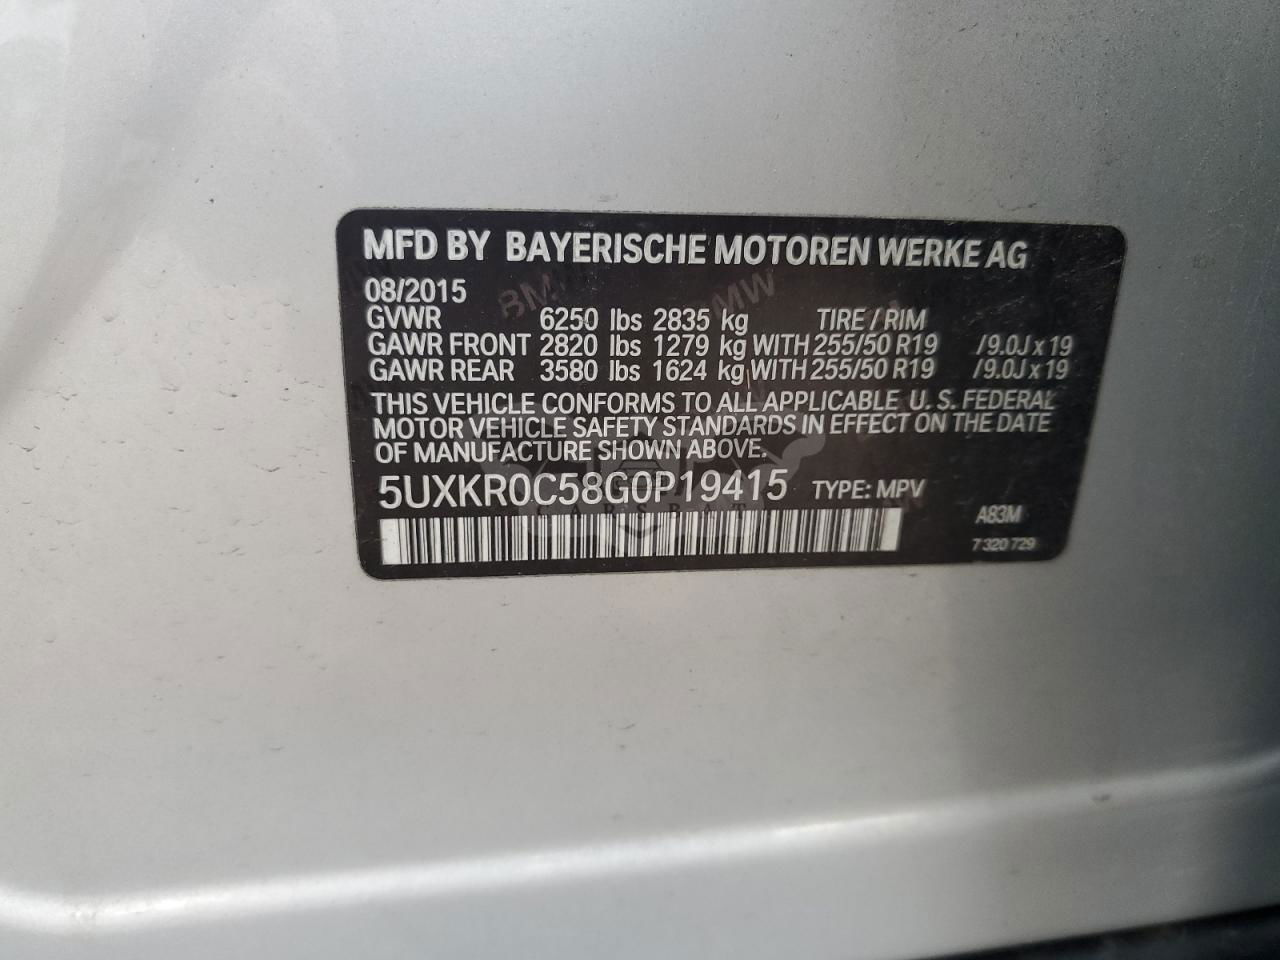 MFD BY BAYERISCHE MOTOREN WERKE AG
08/2015
GVWR 6250 lbs 2835 kg TIRE / RIM
GAWR FRONT 2820 lbs 1279 kg WITH 255/50 R19 /9.0J x 19
GAWR REAR 3580 lbs 1624 kg WITH 255/50 R19 /9.0J x 19
THIS VEHICLE CONFORMS TO ALL APPLICABLE U. S. FEDERAL
MOTOR VEHICLE SAFETY STANDARDS IN EFFECT ON THE DATE
OF MANUFACTURE SHOWN ABOVE.
5UXKR0C58G0P19415 TYPE: MPV
CARSBAT
A83M
7 320 729